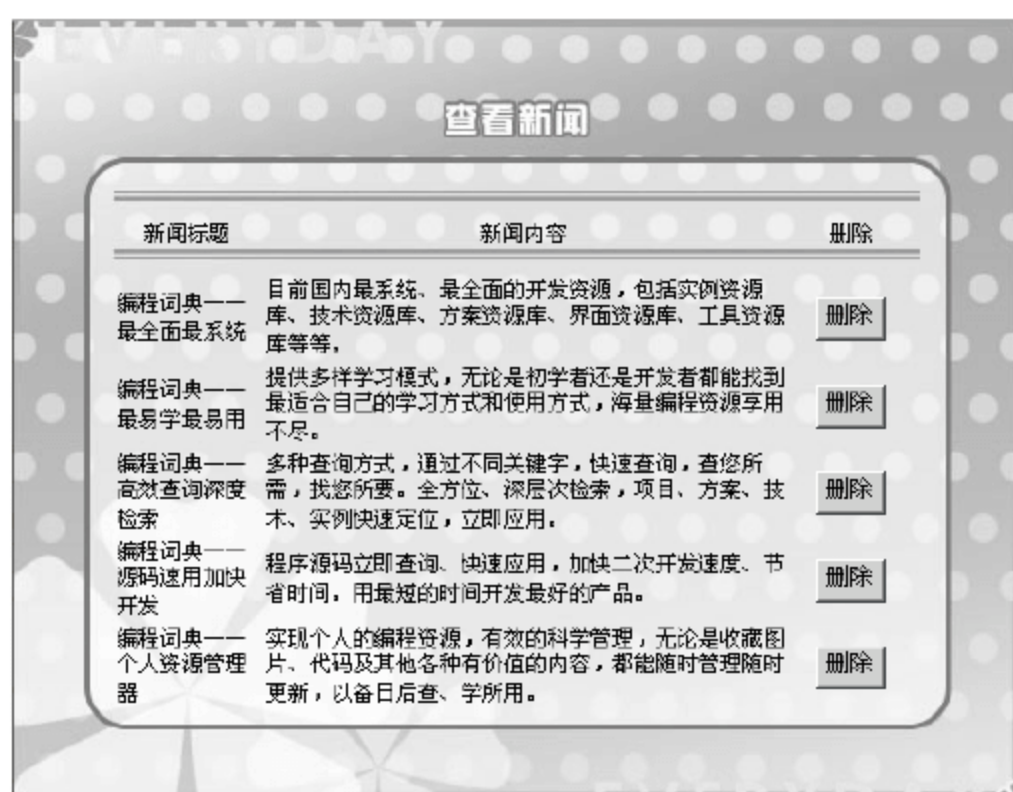 EVERYDAY
查看新闻
新闻标题 新闻内容 删除
编程词典——
最全面最系统
目前国内最系统、最全面的开发资源，包括实例资源
库、技术资源库、方案资源库、界面资源库、工具资源
库等等。
删除
编程词典——
最易学最易用
提供多样学习模式，无论是初学者还是开发者都能找到
最适合自己的学习方式和使用方式，海量编程资源享用
不尽。
删除
编程词典——
高效查询深度
检索
多种查询方式，通过不同关键字，快速查询，查您所
需，找您所要。全方位、深层次检索，项目、方案、技
术、实例快速定位，立即应用。
删除
编程词典——
源码速用加快
开发
程序源码立即查询、快速应用，加快二次开发速度、节
省时间。用最短的时间开发最好的产品。
删除
编程词典——
个人资源管理
器
实现个人的编程资源，有效的科学管理，无论是收藏图
片、代码及其他各种有价值的内容，都能随时管理随时
更新，以备日后查、学所用。
删除